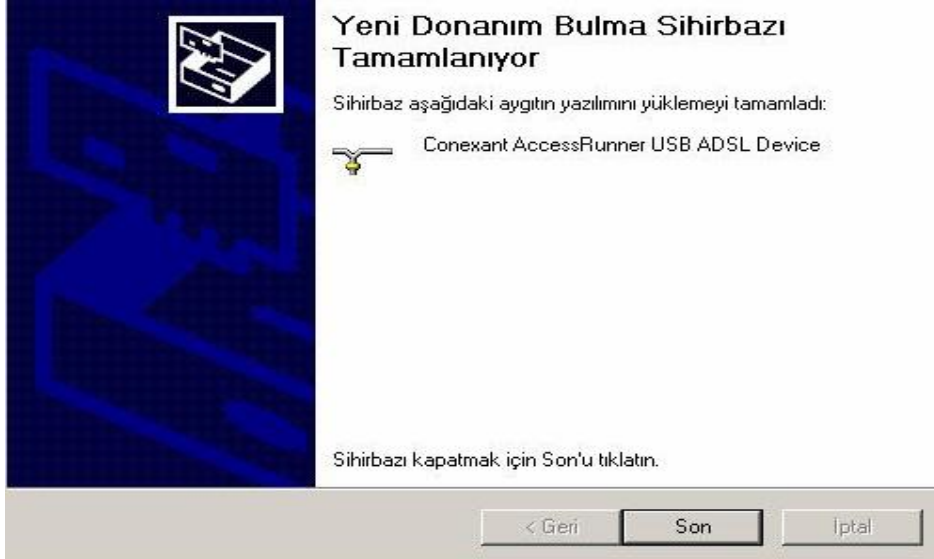 Yeni Donanım Bulma Sihirbazı
Tamamlanıyor
Sihirbaz aşağıdaki aygıtın yazılımını yüklemeyi tamamladı:
Conexant AccessRunner USB ADSL Device
Sihirbazı kapatmak için Son'u tıklatın.
< Geri
Son
İptal